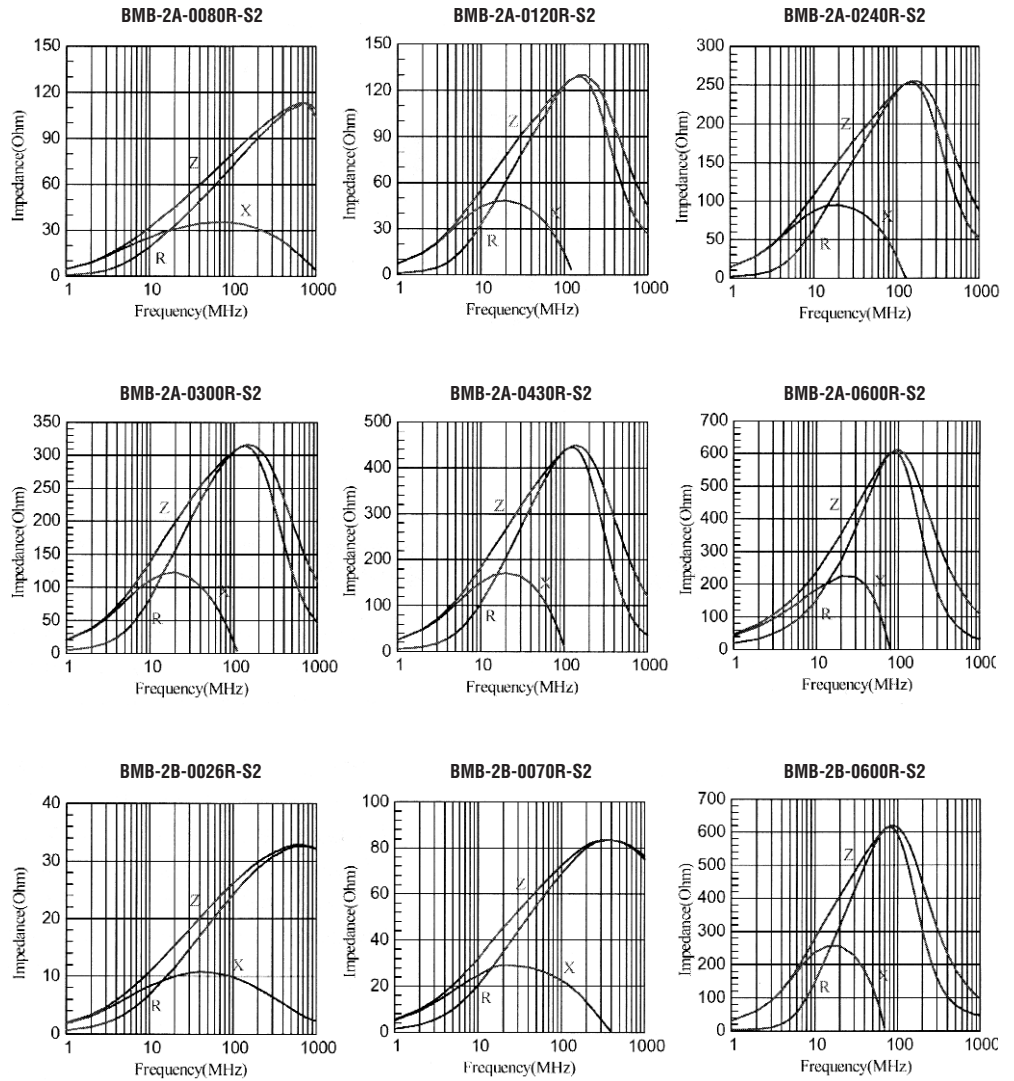 BMB-2A-0080R-S2
150
120
90
60
30
0
Impedance(Ohm)
Z
X
R
1 10 100 1000
Frequency(MHz)
BMB-2A-0120R-S2
150
120
90
60
30
0
Impedance(Ohm)
Z
X
R
1 10 100 1000
Frequency(MHz)
BMB-2A-0240R-S2
300
250
200
150
100
50
0
Impedance(Ohm)
Z
X
R
1 10 100 1000
Frequency(MHz)
BMB-2A-0300R-S2
350
300
250
200
150
100
50
0
Impedance(Ohm)
Z
X
R
1 10 100 1000
Frequency(MHz)
BMB-2A-0430R-S2
500
400
300
200
100
0
Impedance(Ohm)
Z
X
R
1 10 100 1000
Frequency(MHz)
BMB-2A-0600R-S2
700
600
500
400
300
200
100
0
Impedance(Ohm)
Z
X
R
1 10 100 1000
Frequency(MHz)
BMB-2B-0026R-S2
40
30
20
10
0
Impedance(Ohm)
Z
X
R
1 10 100 1000
Frequency(MHz)
BMB-2B-0070R-S2
100
80
60
40
20
0
Impedance(Ohm)
Z
X
R
1 10 100 1000
Frequency(MHz)
BMB-2B-0600R-S2
700
600
500
400
300
200
100
0
Impedance(Ohm)
Z
X
R
1 10 100 1000
Frequency(MHz)